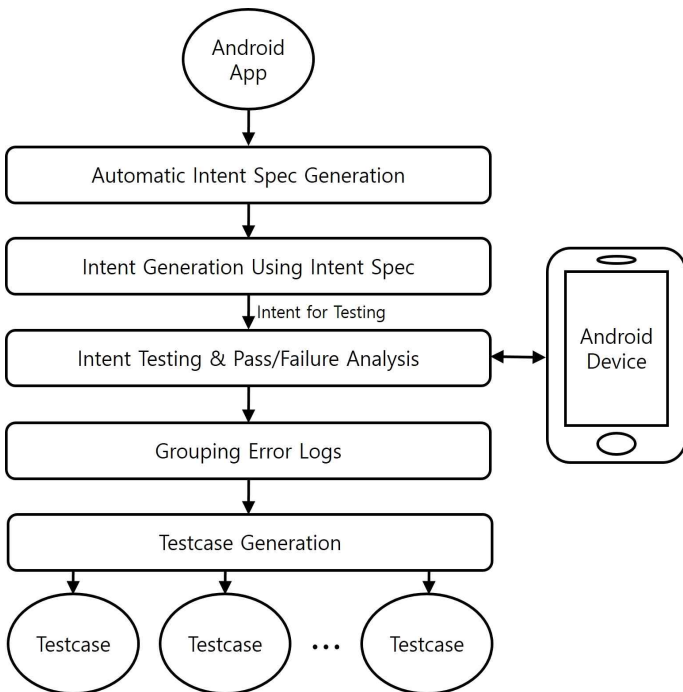 Android
App
Automatic Intent Spec Generation
Intent Generation Using Intent Spec
Intent for Testing
Intent Testing & Pass/Failure Analysis
Android
Device
Grouping Error Logs
Testcase Generation
Testcase Testcase ... Testcase